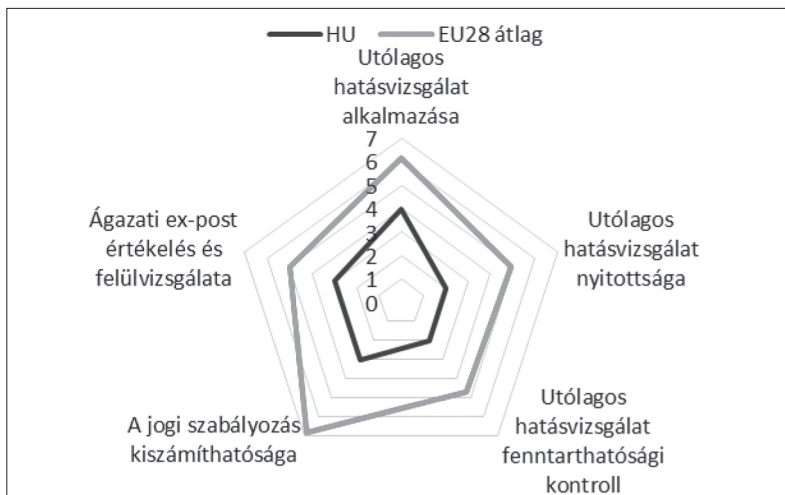 HU EU28 átlag
Utólagos
hatásvizsgálat
alkalmazása
7
6
5
4
3
2
1
0
Utólagos
hatásvizsgálat
nyitottsága
Utólagos
hatásvizsgálat
fenntarthatósági
kontroll
A jogi szabályozás
kiszámíthatósága
Ágazati ex-post
értékelés és
felülvizsgálata